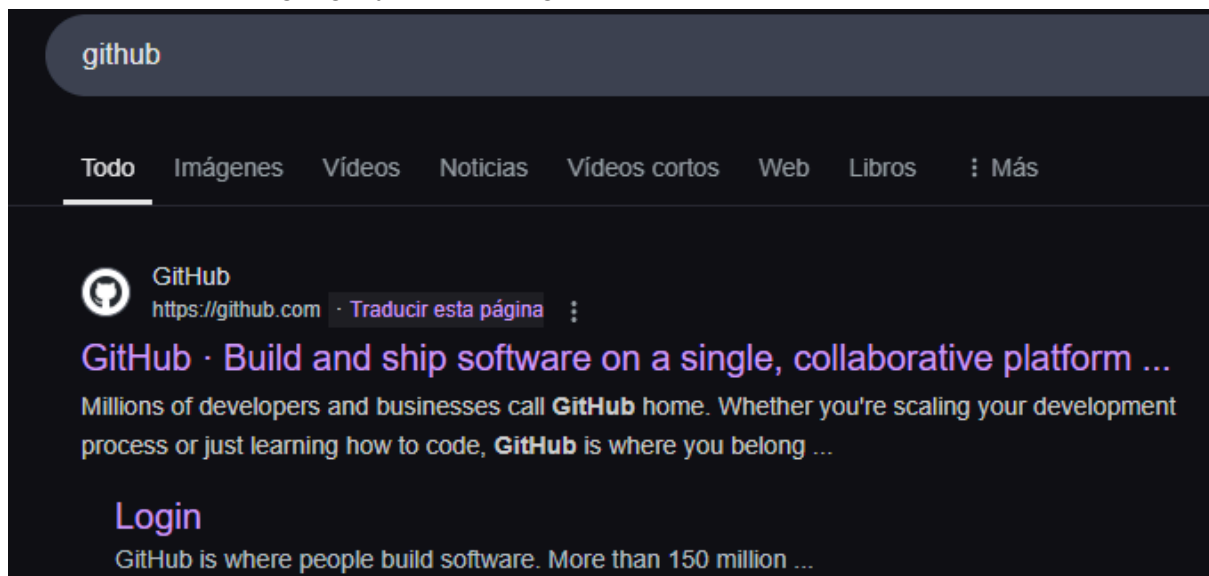 github
Todo Imágenes Vídeos Noticias Vídeos cortos Web Libros ⋮ Más
GitHub
https://github.com · Traducir esta página ⋮
GitHub · Build and ship software on a single, collaborative platform ...
Millions of developers and businesses call GitHub home. Whether you're scaling your development
process or just learning how to code, GitHub is where you belong ...
Login
GitHub is where people build software. More than 150 million ...